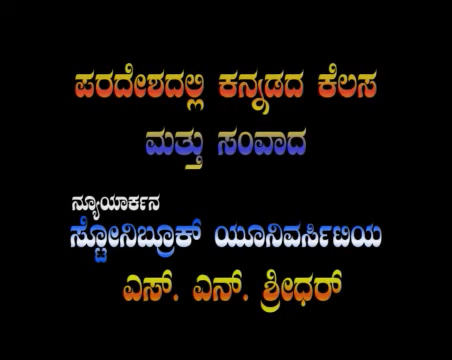 ಪರದೇಶದಲ್ಲಿ ಕನ್ನಡದ ಕೆಲಸ
ಮತ್ತು ಸಂವಾದ
ನ್ಯೂಯಾರ್ಕನ
ಸ್ಟೋನಿಬ್ರೂಕ್ ಯೂನಿವರ್ಸಿಟಿಯ
ಎಸ್. ಎನ್. ಶ್ರೀಧರ್